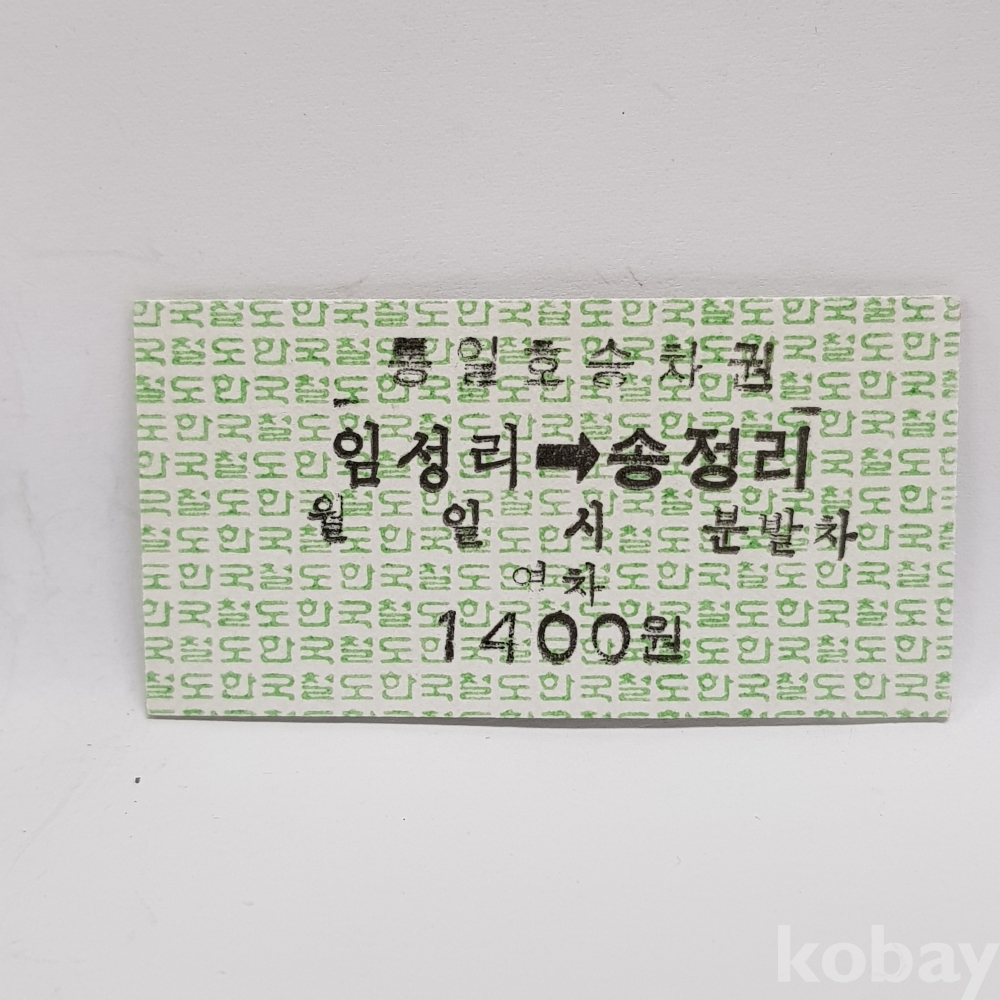 통일호승차권
임성리➡송정리
월 일 시 분발차
열차
1400원
kobay